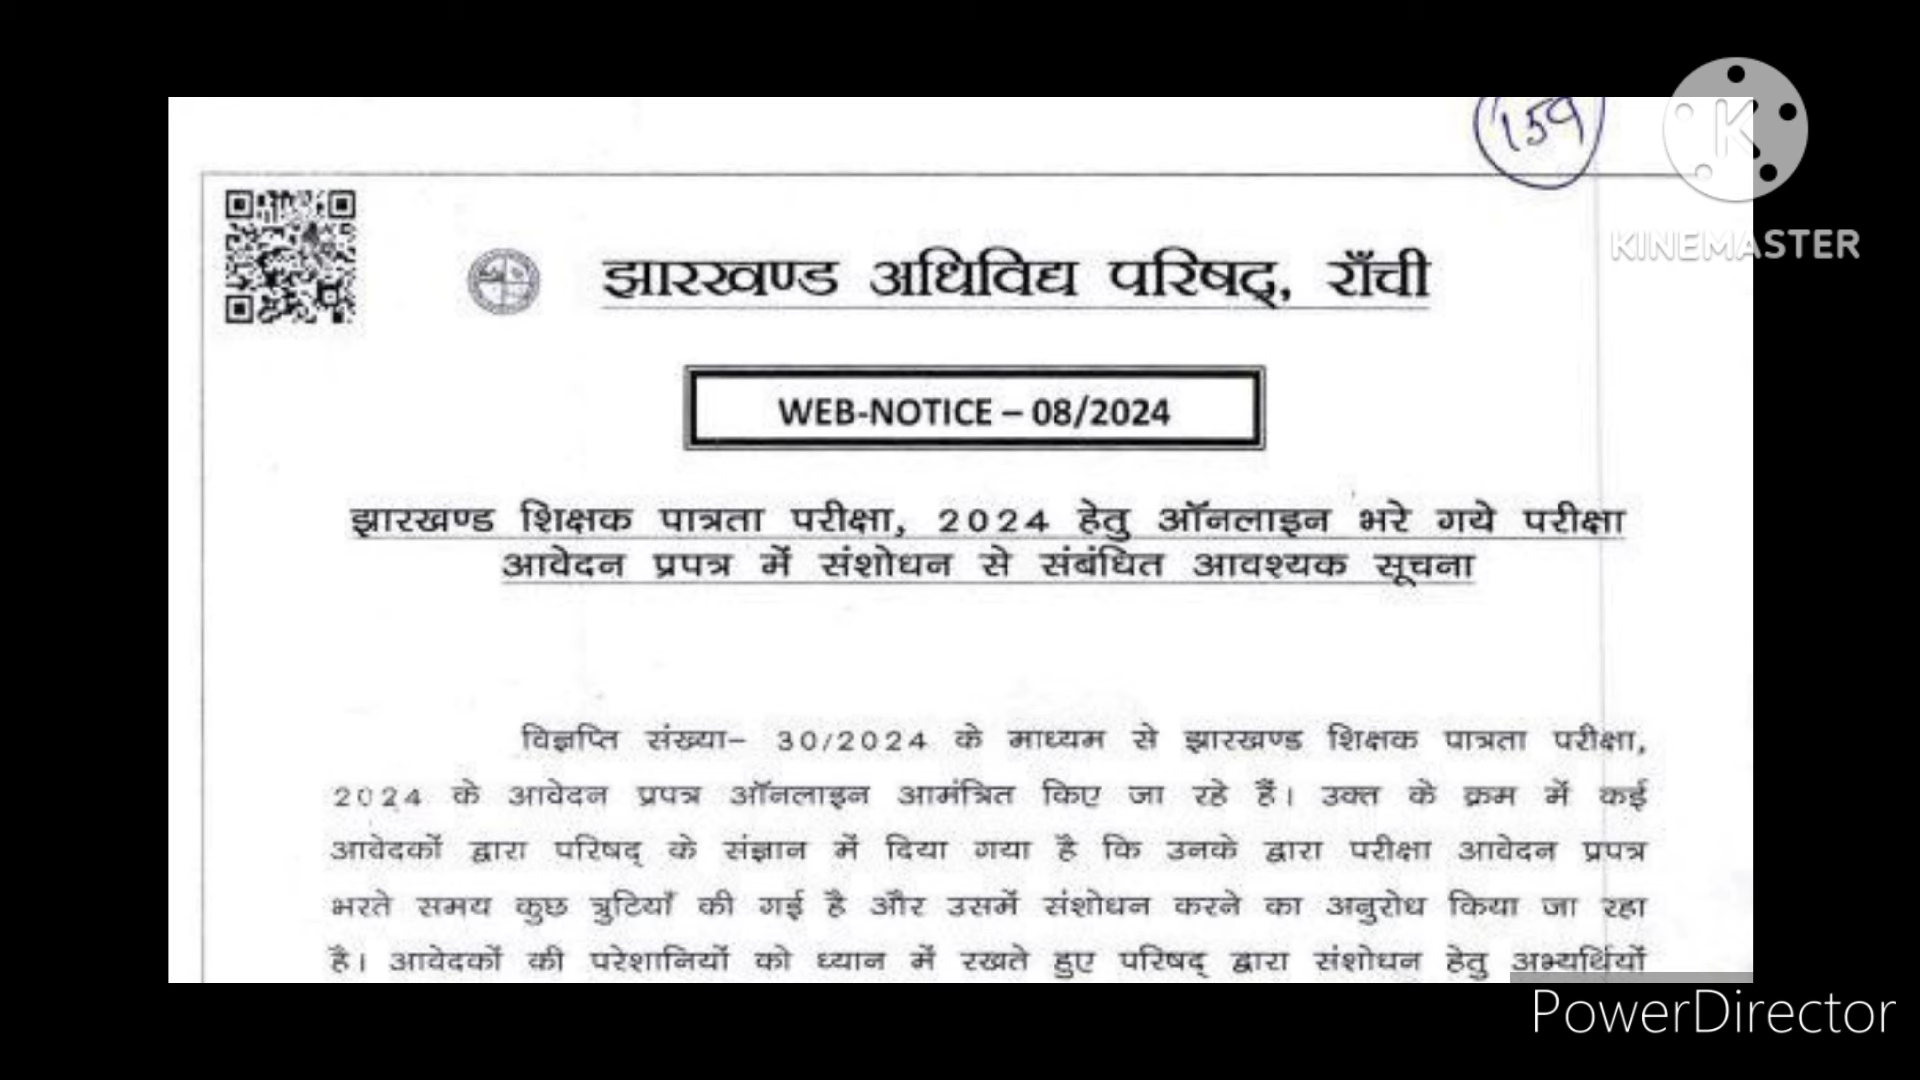 159
KINEMASTER
झारखण्ड अधिविद्य परिषद्, राँची
WEB-NOTICE – 08/2024
झारखण्ड शिक्षक पात्रता परीक्षा, 2024 हेतु ऑनलाइन भरे गये परीक्षा
आवेदन प्रपत्र में संशोधन से संबंधित आवश्यक सूचना
विज्ञप्ति संख्या– 30/2024 के माध्यम से झारखण्ड शिक्षक पात्रता परीक्षा,
2024 के आवेदन प्रपत्र ऑनलाइन आमंत्रित किए जा रहे हैं। उक्त के क्रम में कई
आवेदकों द्वारा परिषद् के संज्ञान में दिया गया है कि उनके द्वारा परीक्षा आवेदन प्रपत्र
भरते समय कुछ त्रुटियाँ की गई है और उसमें संशोधन करने का अनुरोध किया जा रहा
है। आवेदकों की परेशानियों को ध्यान में रखते हुए परिषद् द्वारा संशोधन हेतु अभ्यर्थियों
PowerDirector